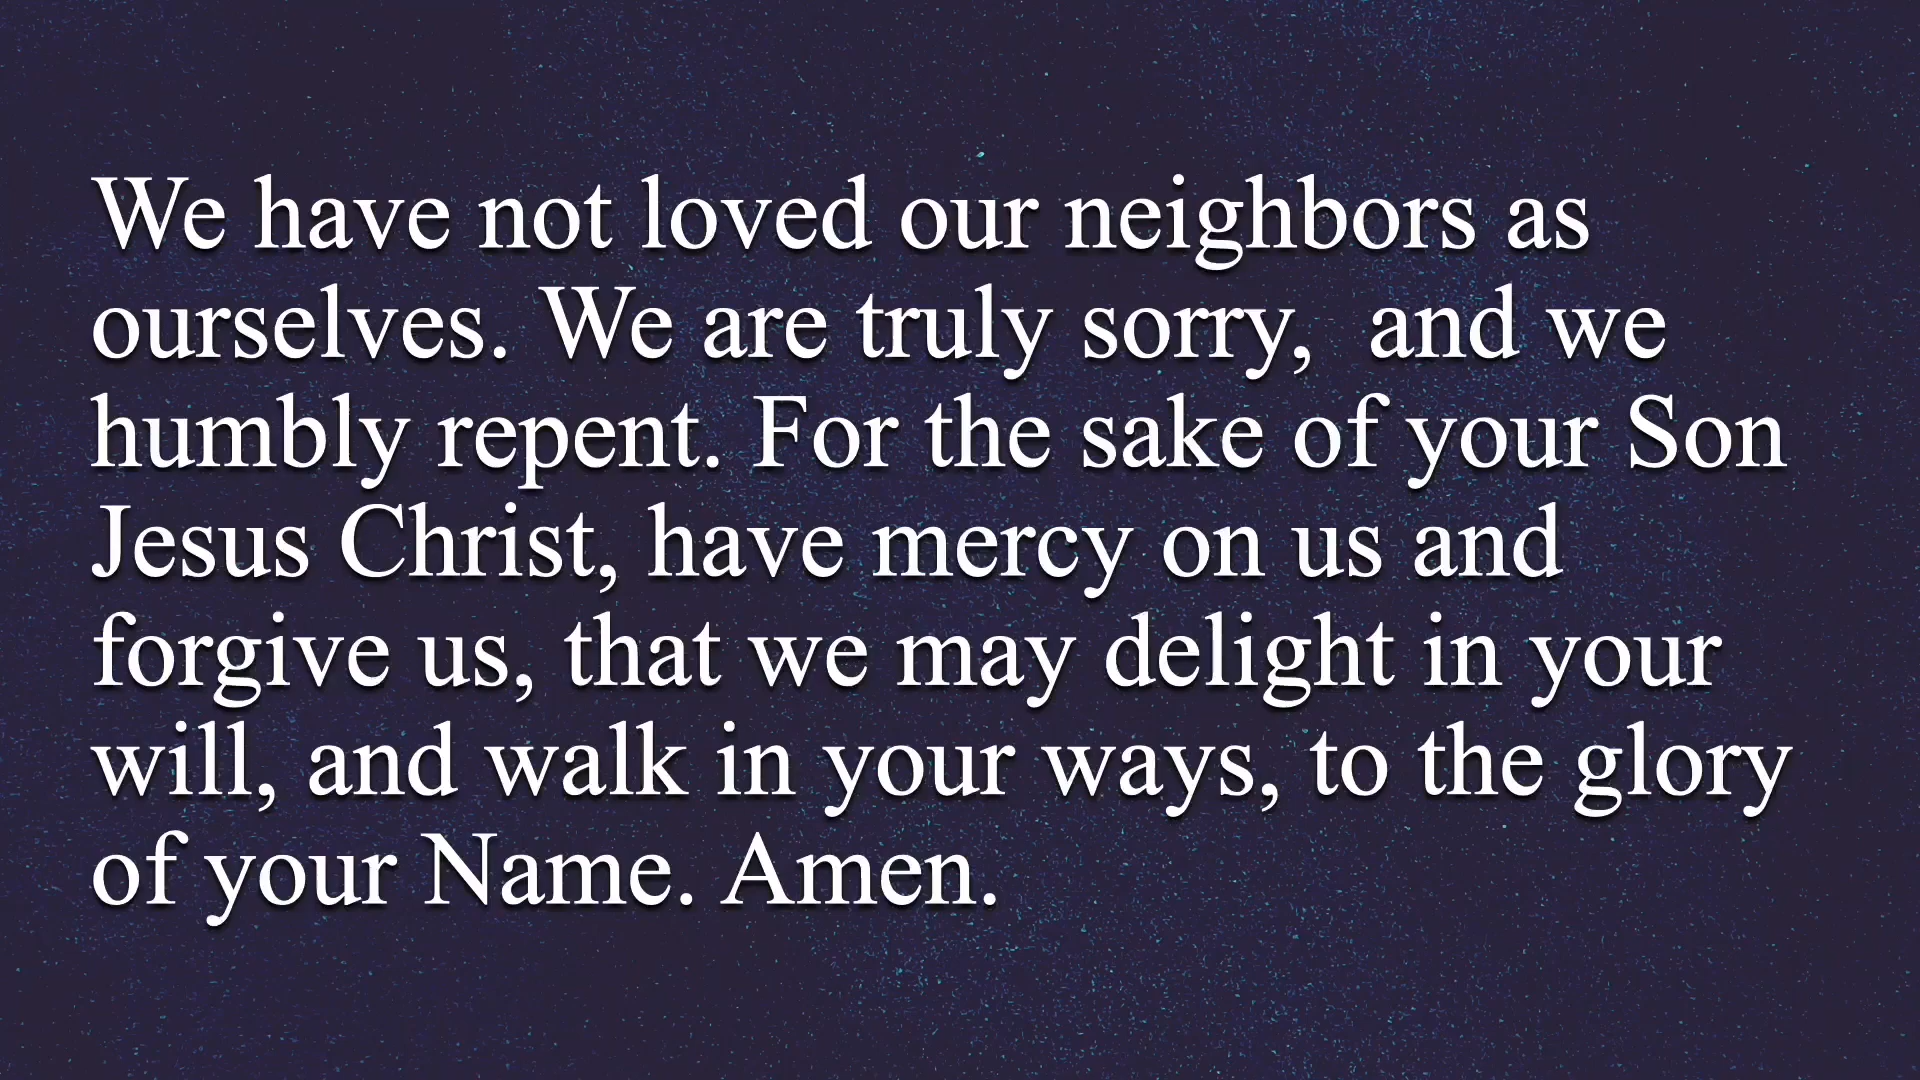 We have not loved our neighbors as
ourselves. We are truly sorry,  and we
humbly repent. For the sake of your Son
Jesus Christ, have mercy on us and
forgive us, that we may delight in your
will, and walk in your ways, to the glory
of your Name. Amen.